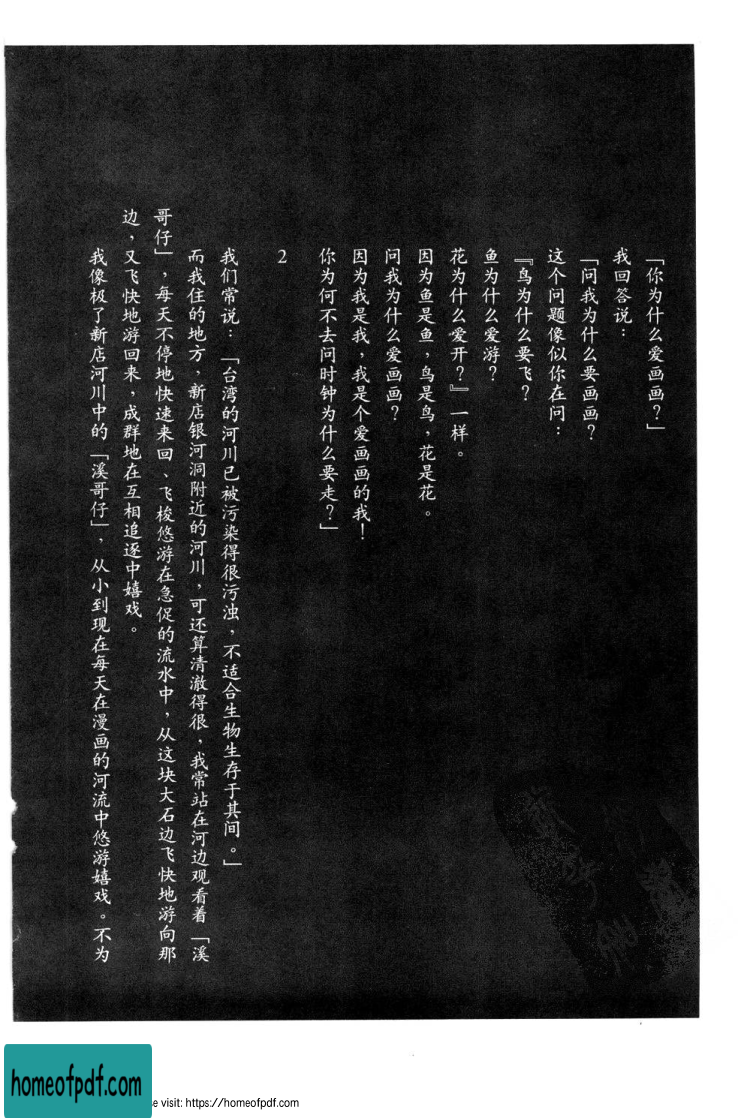 「你为什么爱画画？」
我回答说：
「问我为什么要画画？
这个问题像似你在问：
『鸟为什么要飞？
鱼为什么爱游？
花为什么爱开？』一样。
因为鱼是鱼，鸟是鸟，花是花。
问我为什么爱画画？
因为我是我，我是个爱画画的我！
你为何不去问时钟为什么要走？」
2
我们常说：「台湾的河川已被污染得很污浊，不适合生物生存于其间。」
而我住的地方，新店银河洞附近的河川，可还算清澈得很，我常站在河边观看着「溪
哥仔」，每天不停地快速来回、飞梭悠游在急促的流水中，从这块大石边飞快地游向那
边，又飞快地游回来，成群地在互相追逐中嬉戏。
我像极了新店河川中的「溪哥仔」，从小到现在每天在漫画的河流中悠游嬉戏。不为
homeofpdf.com
se visit: https://homeofpdf.com